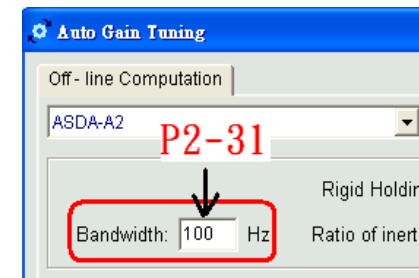 Auto Gain Tuning
Off- line Computation
ASDA-A2
P2-31
Rigid Holdin
Bandwidth: 100 Hz Ratio of inert